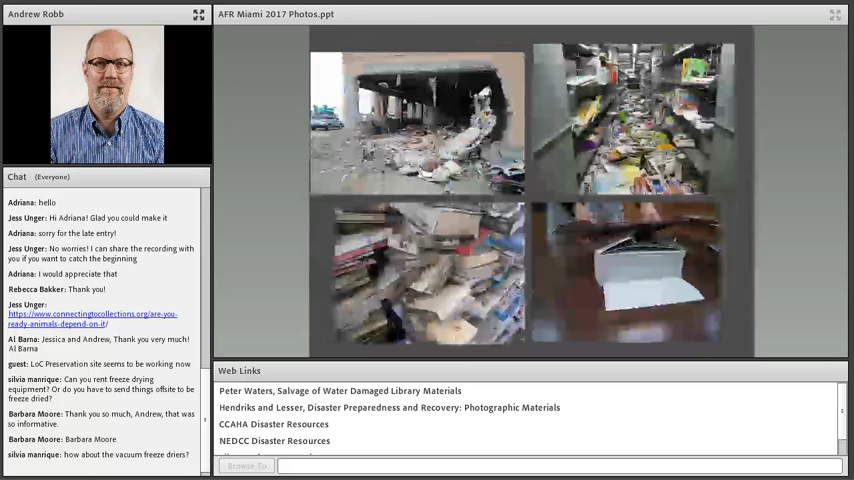 Andrew Robb
AFR Miami 2017 Photos.ppt
Chat (Everyone)
Adriana: hello
Jess Unger: Hi Adriana! Glad you could make it
Adriana: sorry for the late entry!
Jess Unger: No worries! I can share the recording with
you if you want to catch the beginning
Adriana: I would appreciate that
Rebecca Bakker: Thank you!
Jess Unger:
https://www.connectingtocollections.org/are-you-
ready-animals-depend-on-it/
Al Barna: Jessica and Andrew, Thank you very much!
Al Barna
guest: LoC Preservation site seems to be working now
silvia manrique: Can you rent freeze drying
equipment? Or do you have to send things offsite to be
freeze dried?
Barbara Moore: Thank you so much, Andrew, that was
so informative.
Barbara Moore: Barbara Moore
silvia manrique: how about the vacuum freeze driers?
Web Links
Peter Waters, Salvage of Water Damaged Library Materials
Hendriks and Lesser, Disaster Preparedness and Recovery: Photographic Materials
CCAHA Disaster Resources
NEDCC Disaster Resources
Browse To